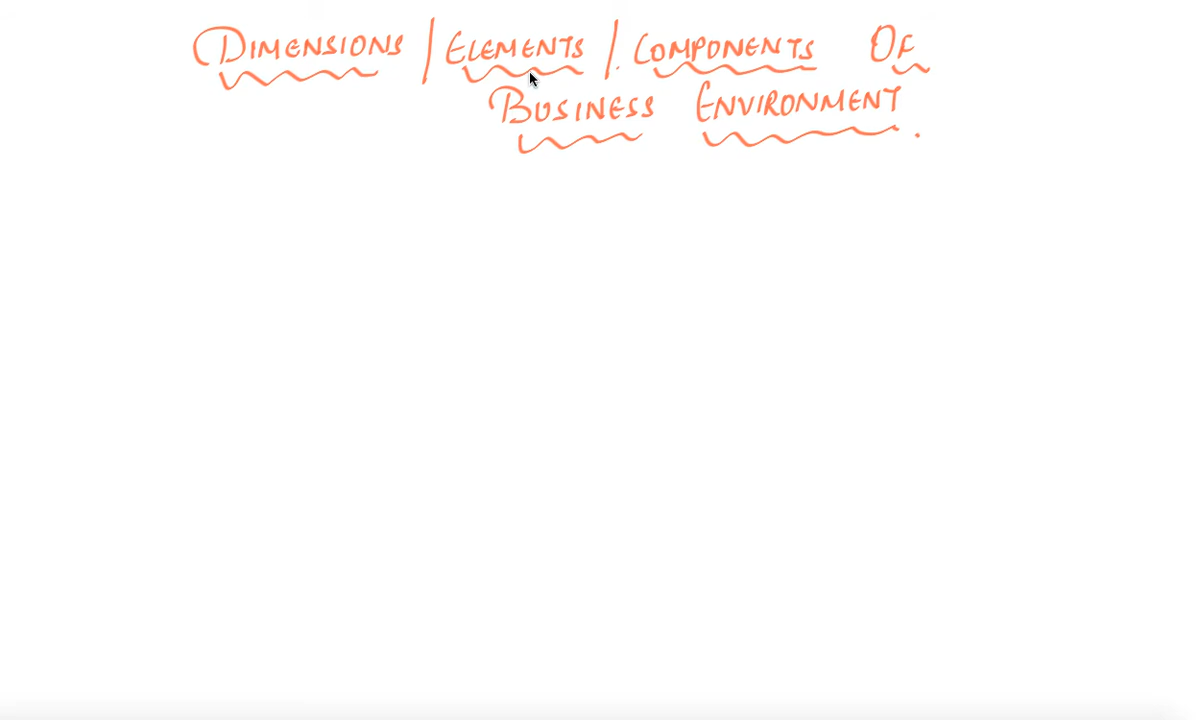 DIMENSIONS / ELEMENTS / COMPONENTS OF
BUSINESS ENVIRONMENT.